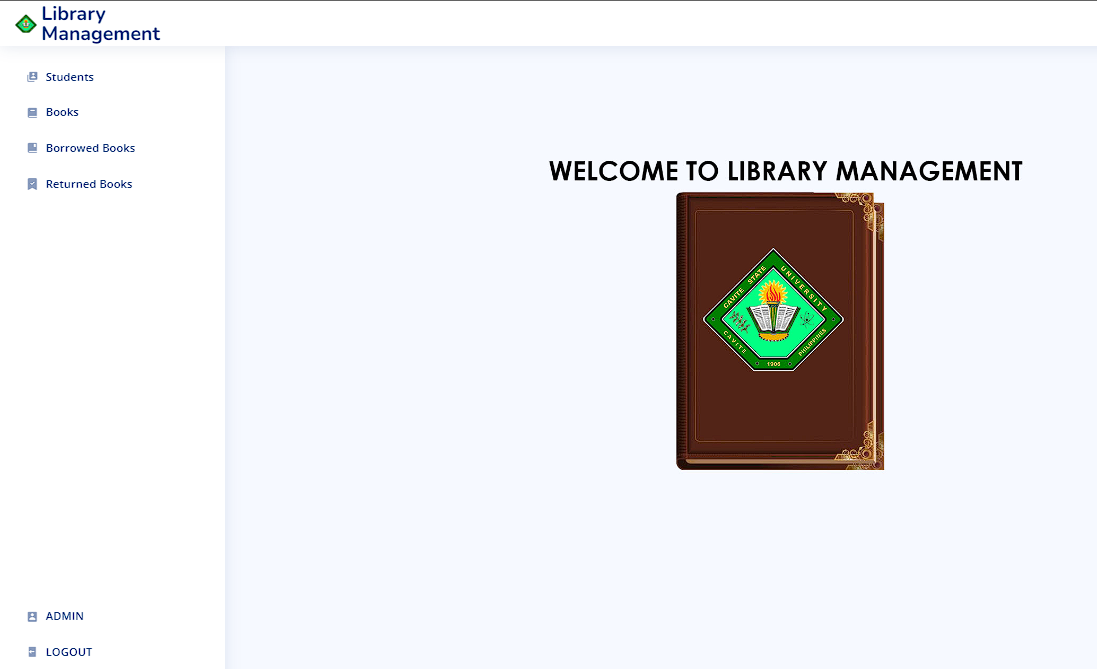 Library
Management
Students
Books
Borrowed Books
Returned Books
WELCOME TO LIBRARY MANAGEMENT
CAVITE STATE UNIVERSITY
CAVITE
PHILIPPINES
1906
ADMIN
LOGOUT